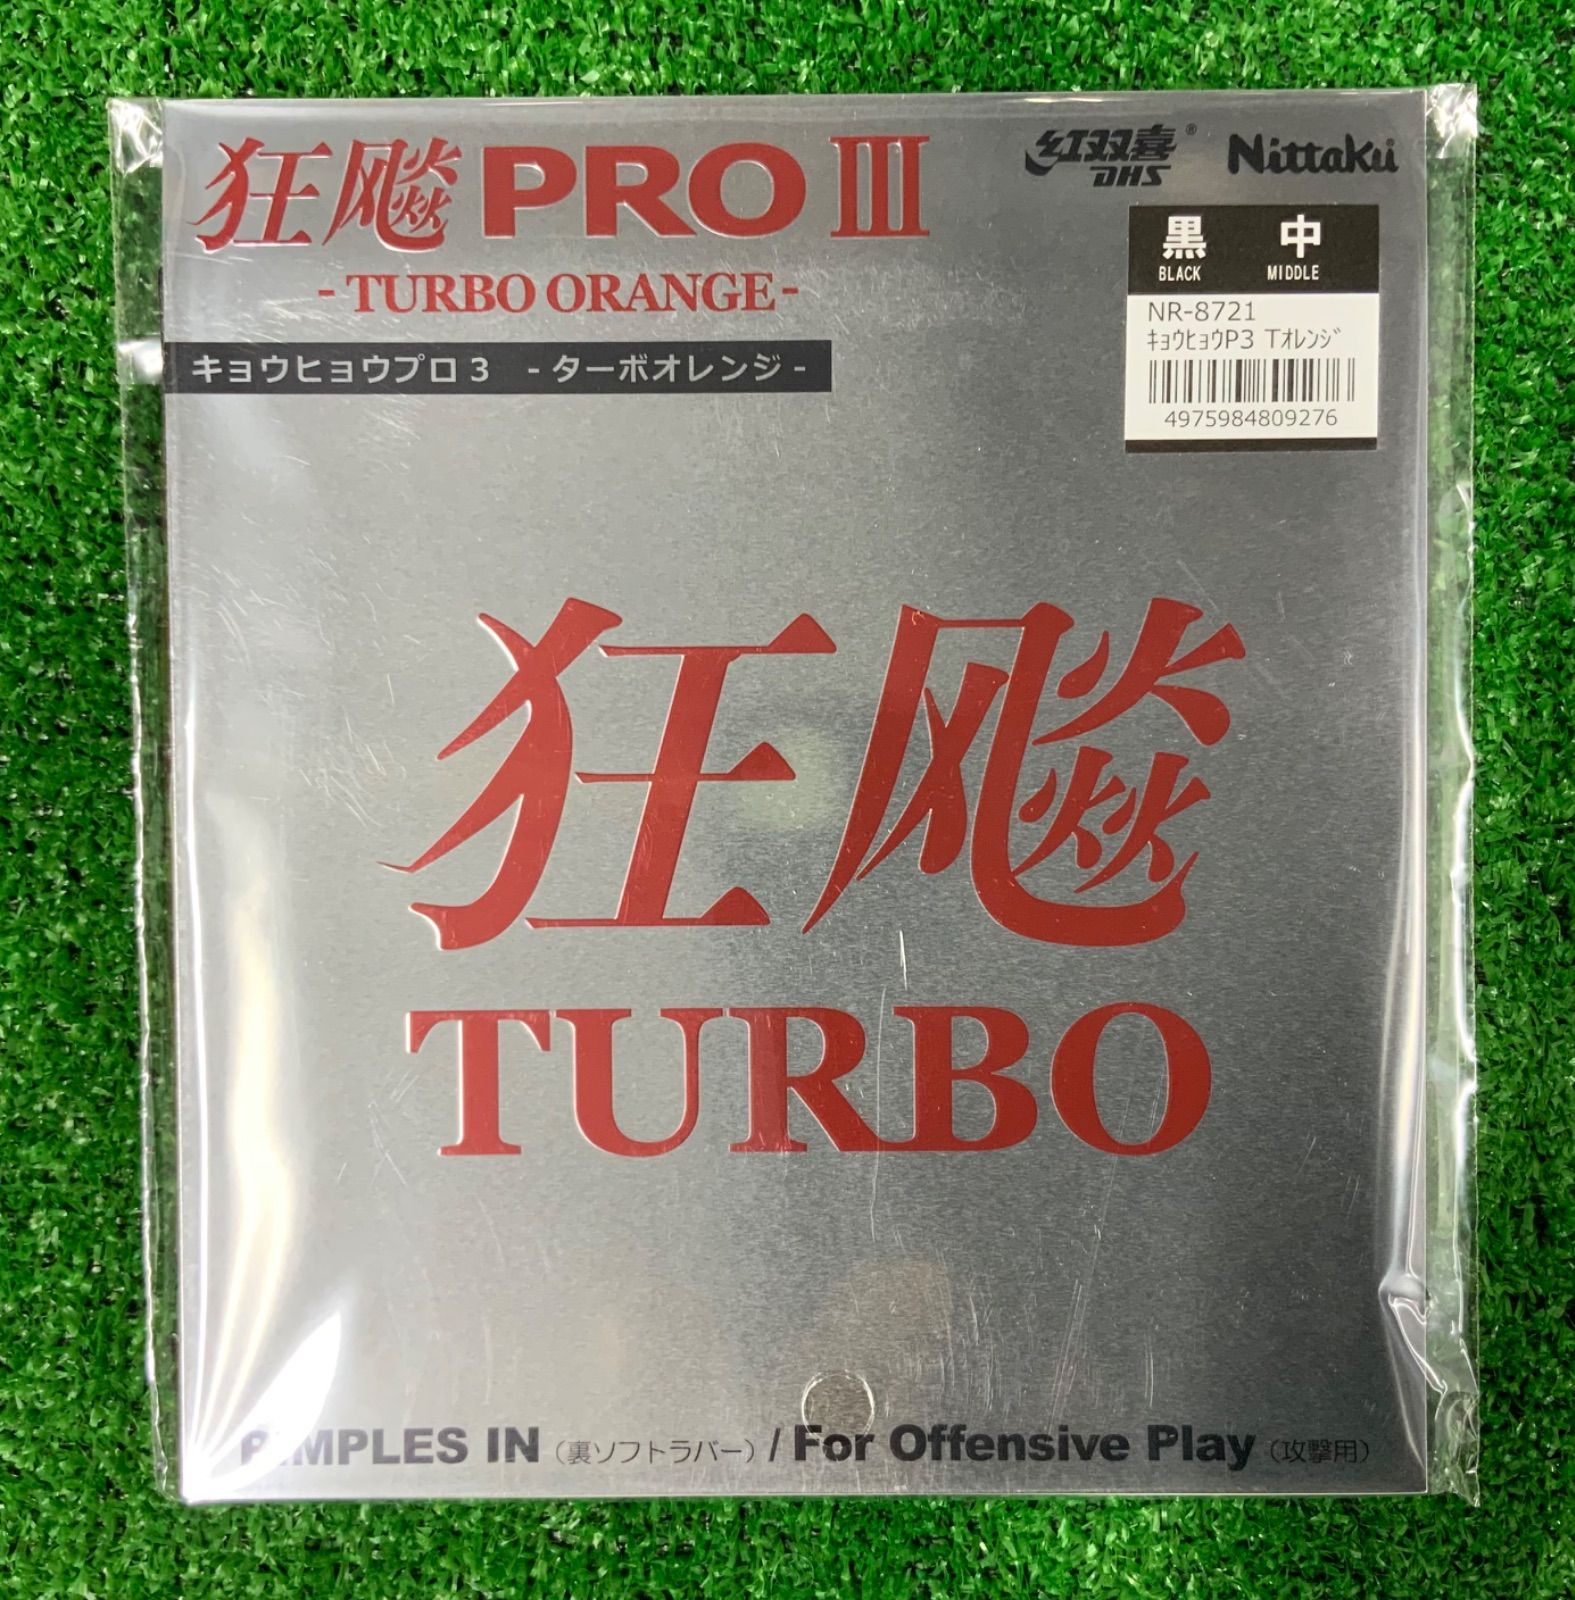 狂飚 PRO III
红双喜® DHS
Nittaku
- TURBO ORANGE -
キョウヒョウプロ 3 - ターボオレンジ -
黒 中
BLACK MIDDLE
NR-8721
ｷｮｳﾋｮｳP3 Tｵﾚﾝｼﾞ
4975984809276
狂飚
TURBO
PIMPLES IN (裏ソフトラバー) / For Offensive Play (攻撃用)